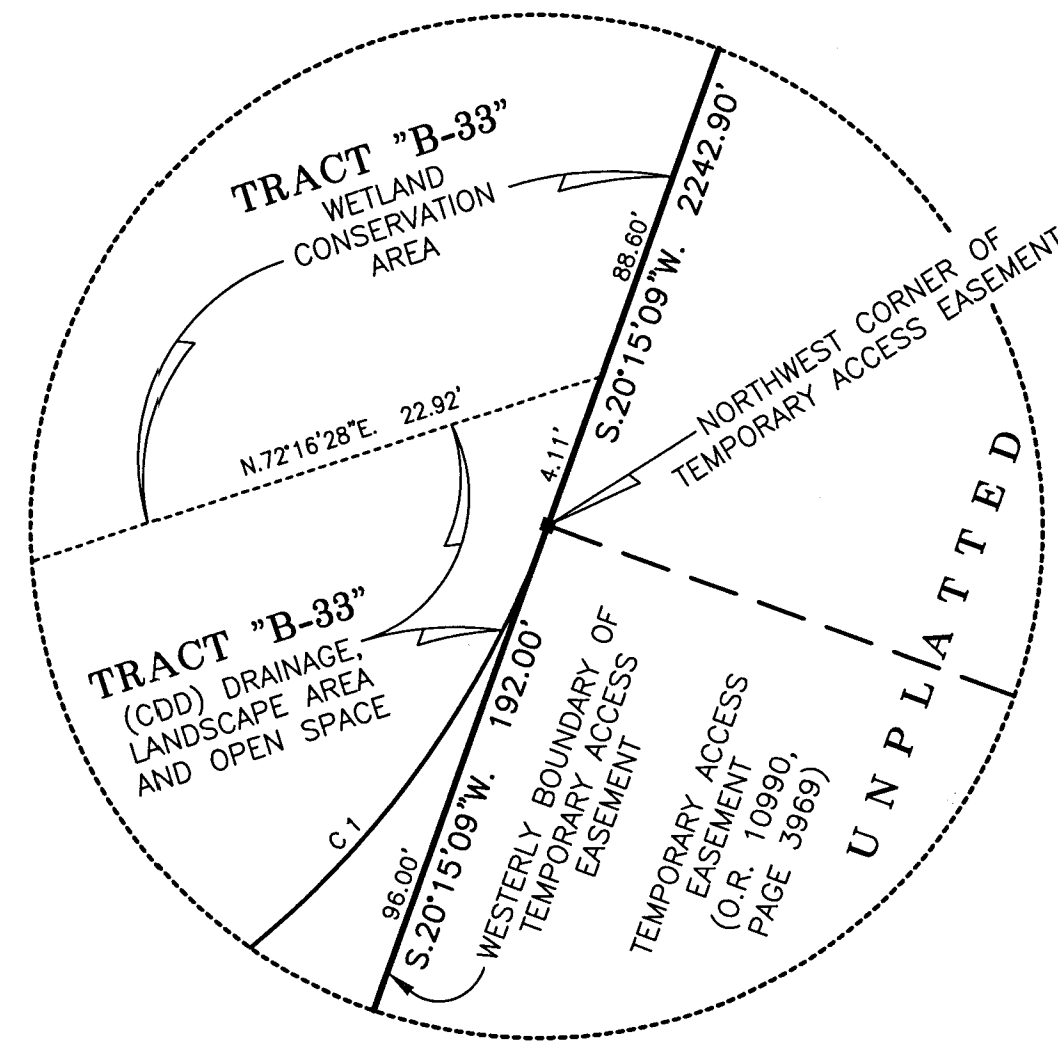 TRACT "B-33"
WETLAND
CONSERVATION
AREA
88.60'
S.20°15'09"W. 2242.90'
NORTHWEST CORNER OF
TEMPORARY ACCESS EASEMENT
N.72°16'28"E. 22.92'
4.11'
TRACT "B-33"
(CDD) DRAINAGE,
LANDSCAPE AREA
AND OPEN SPACE
C1
96.00'
S.20°15'09"W. 192.00'
WESTERLY BOUNDARY OF
TEMPORARY ACCESS
EASEMENT
TEMPORARY ACCESS
EASEMENT
(O.R. 10990,
PAGE 3969)
UNPLATTED